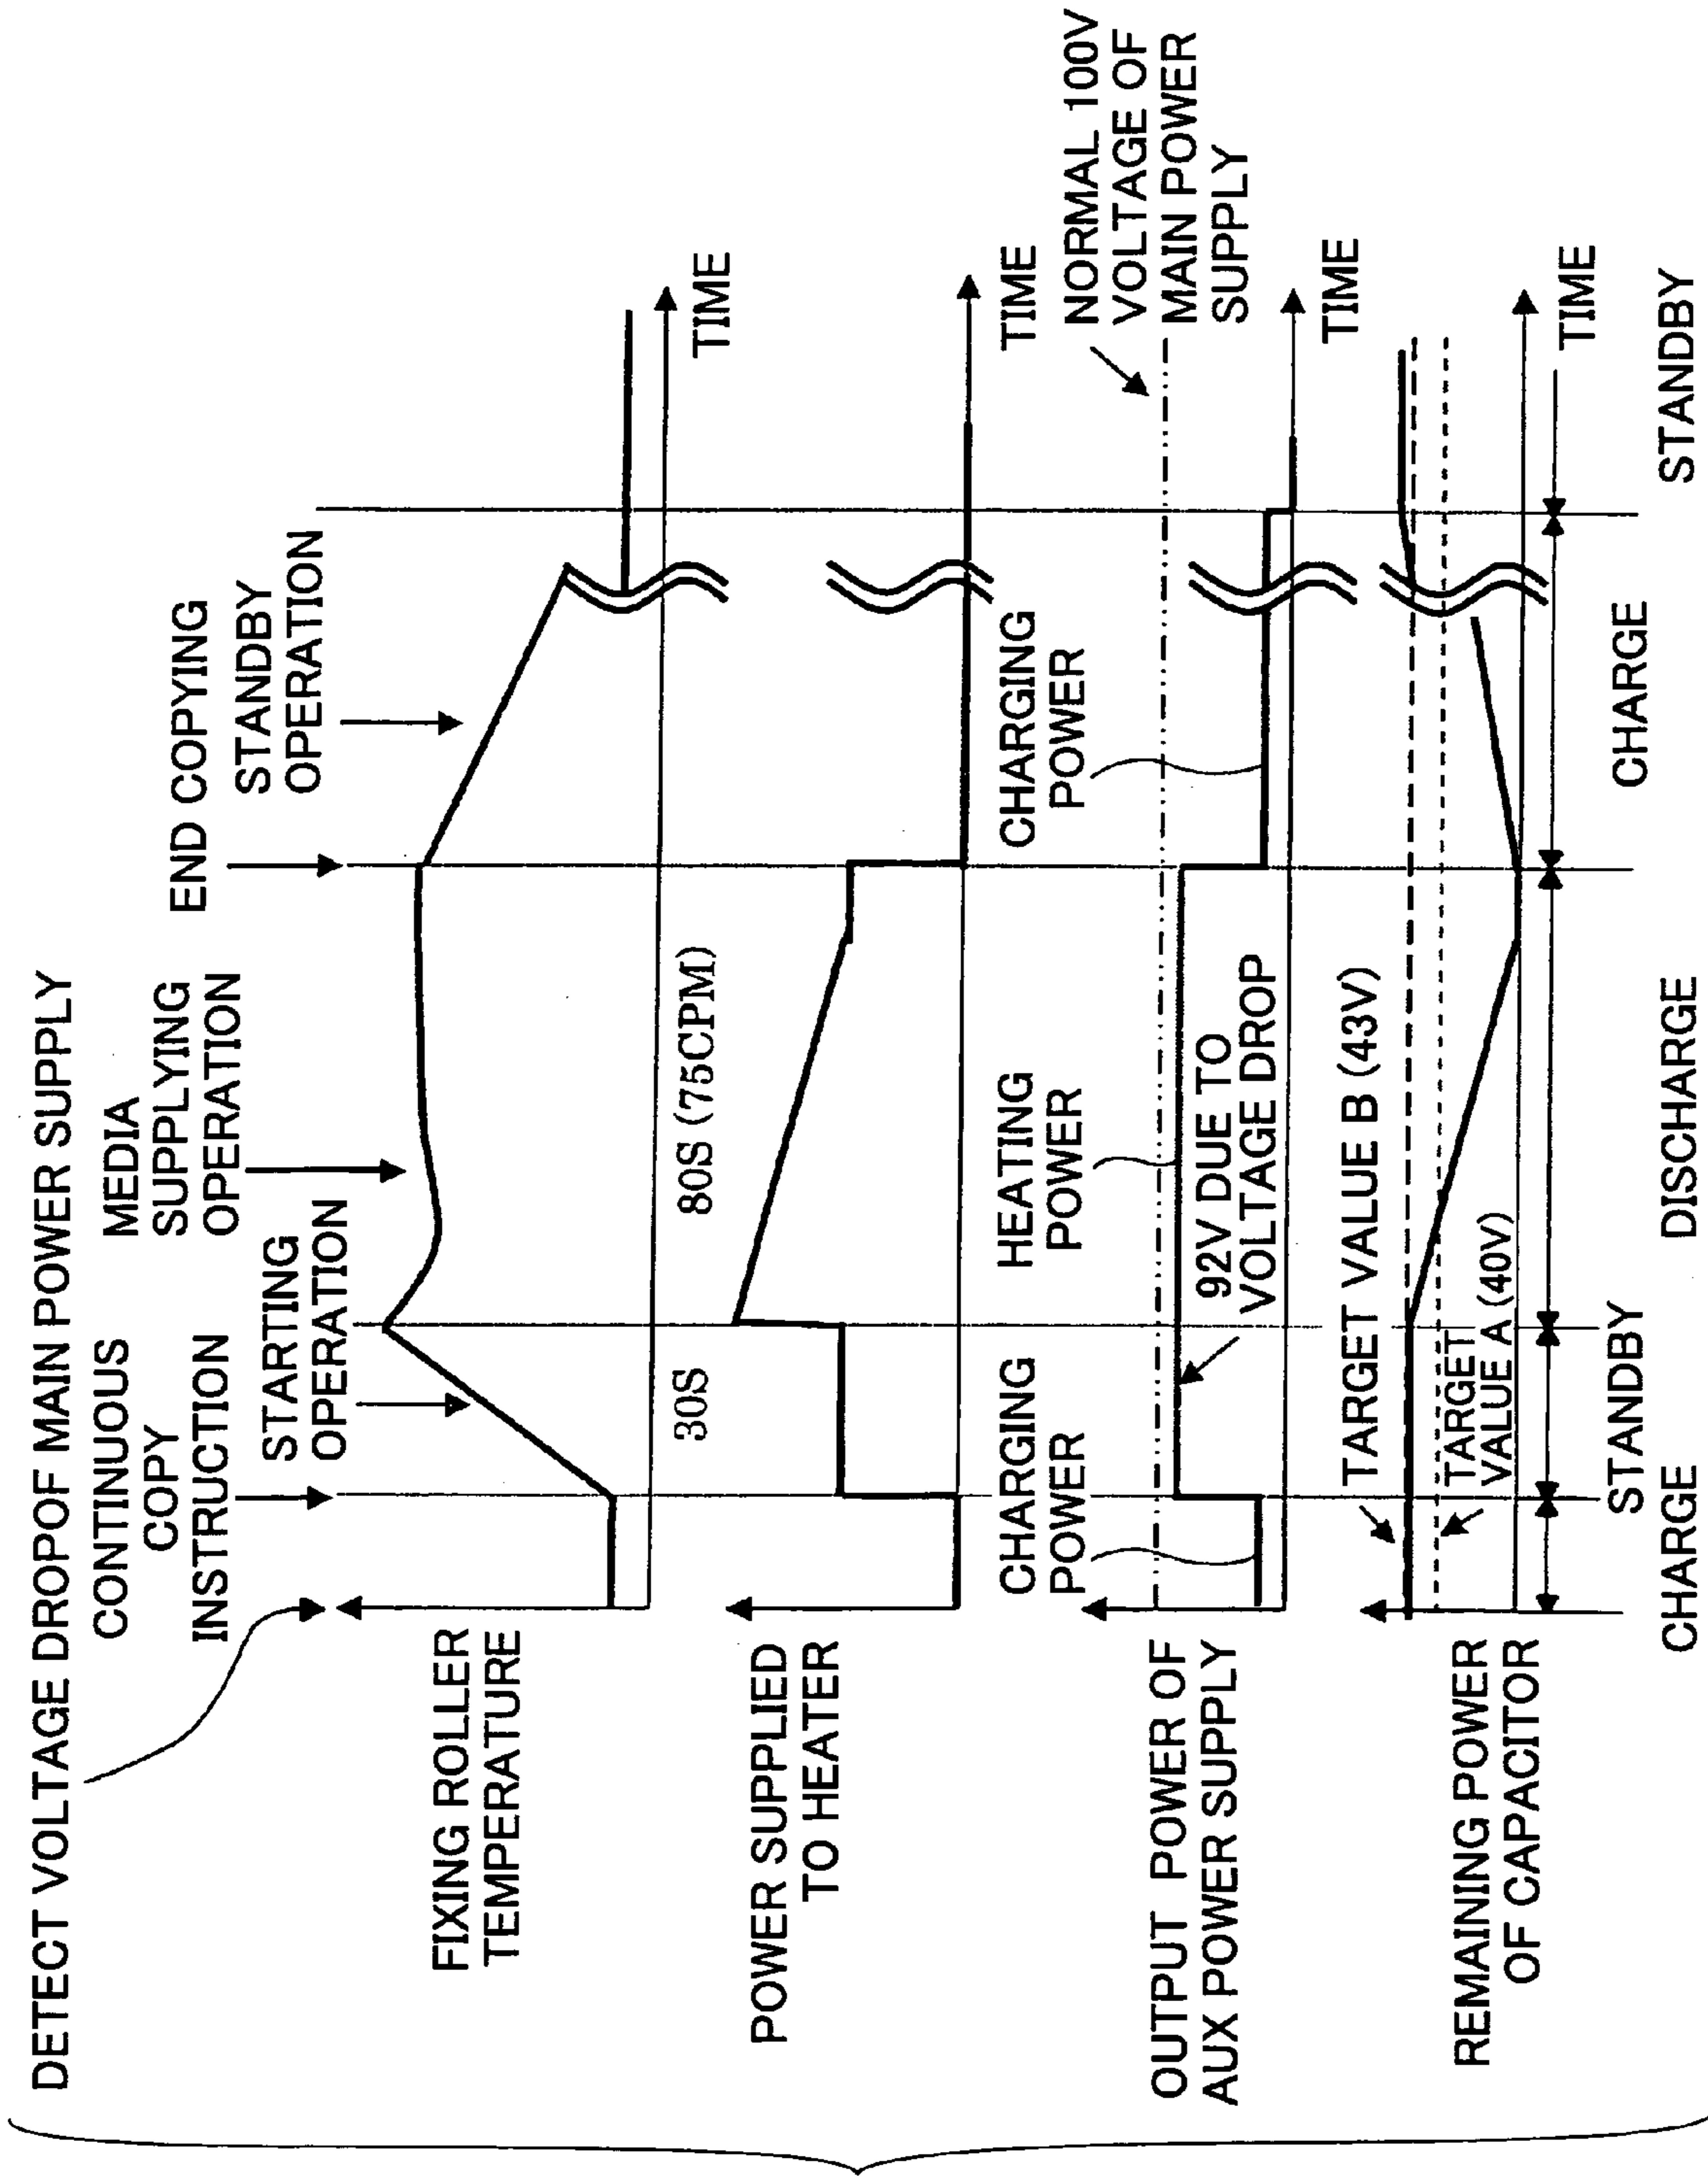 DETECT VOLTAGE DROPOF MAIN POWER SUPPLY
CONTINUOUS
COPY
INSTRUCTION
STARTING
OPERATION
MEDIA
SUPPLYING
OPERATION
END COPYING
STANDBY
OPERATION
FIXING ROLLER
TEMPERATURE
30S
80S (75CPM)
TIME
POWER SUPPLIED
TO HEATER
TIME
CHARGING
POWER
HEATING
POWER
CHARGING
POWER
NORMAL 100V
VOLTAGE OF
MAIN POWER
SUPPLY
OUTPUT POWER OF
AUX POWER SUPPLY
92V DUE TO
VOLTAGE DROP
TIME
TARGET VALUE B (43V)
TARGET
VALUE A (40V)
REMAINING POWER
OF CAPACITOR
TIME
CHARGE
STANDBY
DISCHARGE
CHARGE
STANDBY